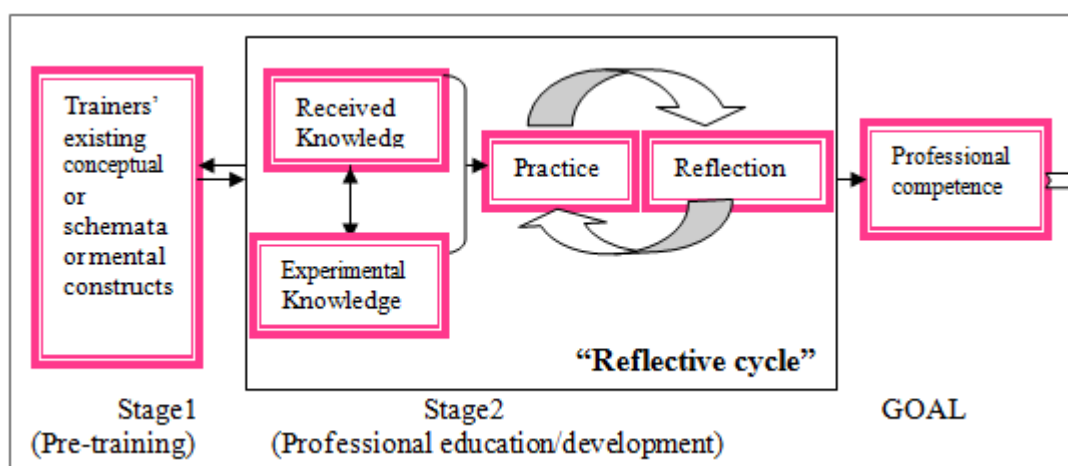 Trainers’
existing
conceptual
or
schemata
or mental
constructs
Received
Knowledg
Experimental
Knowledge
Practice
Reflection
Professional
competence
“Reflective cycle”
Stage1
(Pre-training)
Stage2
(Professional education/development)
GOAL